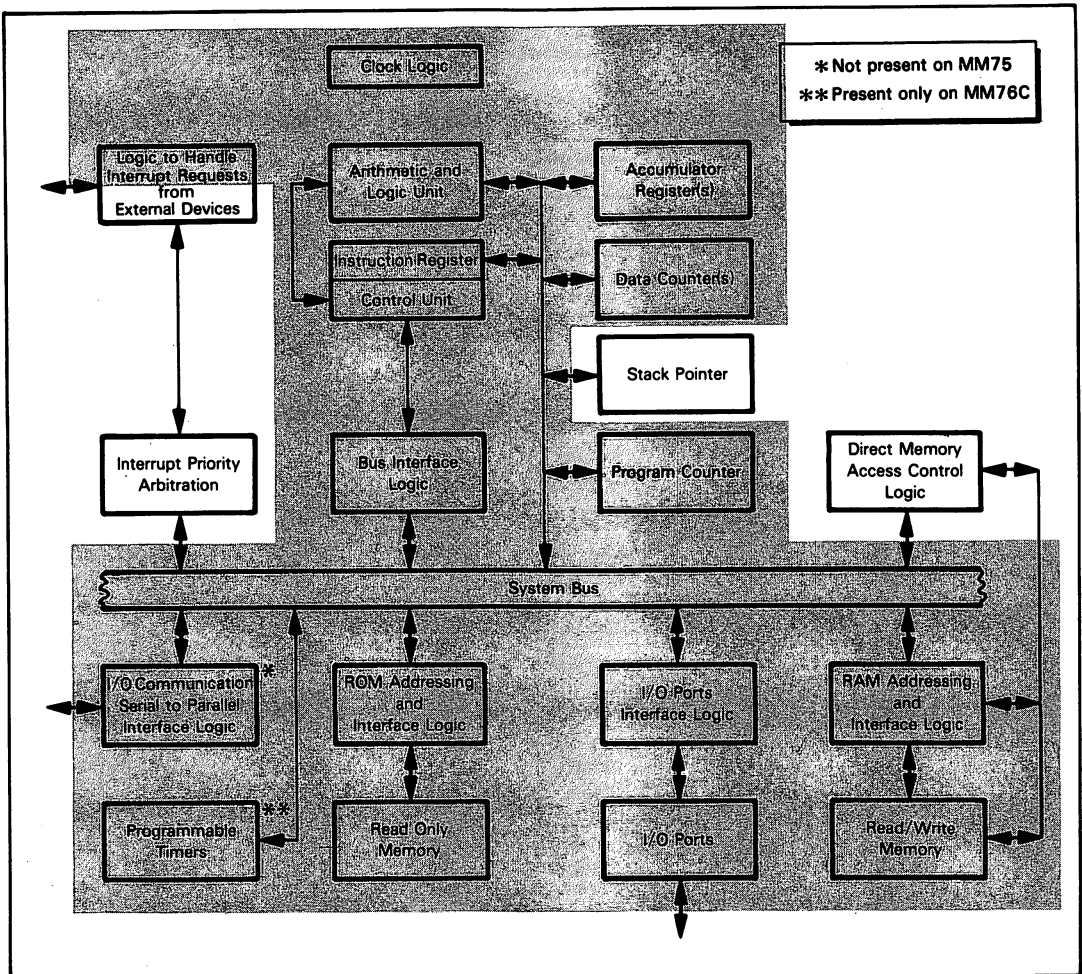 Clock Logic
* Not present on MM75
** Present only on MM76C
Logic to Handle
Interrupt Requests
from
External Devices
Arithmetic and
Logic Unit
Accumulator
Register(s)
Instruction Register
Control Unit
Data Counter(s)
Stack Pointer
Interrupt Priority
Arbitration
Bus Interface
Logic
Program Counter
Direct Memory
Access Control
Logic
System Bus
I/O Communication
Serial to Parallel
Interface Logic
*
ROM Addressing
and
Interface Logic
I/O Ports
Interface Logic
RAM Addressing
and
Interface Logic
Programmable
Timers
**
Read Only
Memory
I/O Ports
Read/Write
Memory